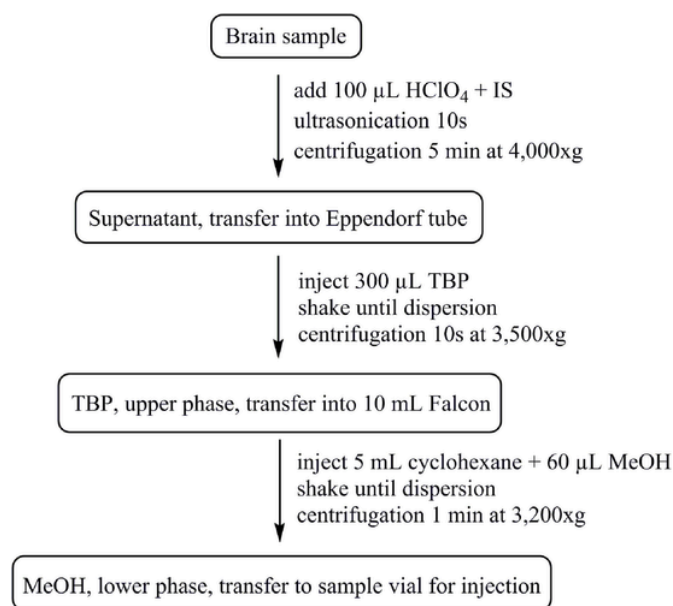 Brain sample
add 100 µL HClO₄ + IS
ultrasonication 10s
centrifugation 5 min at 4,000xg
Supernatant, transfer into Eppendorf tube
inject 300 µL TBP
shake until dispersion
centrifugation 10s at 3,500xg
TBP, upper phase, transfer into 10 mL Falcon
inject 5 mL cyclohexane + 60 µL MeOH
shake until dispersion
centrifugation 1 min at 3,200xg
MeOH, lower phase, transfer to sample vial for injection